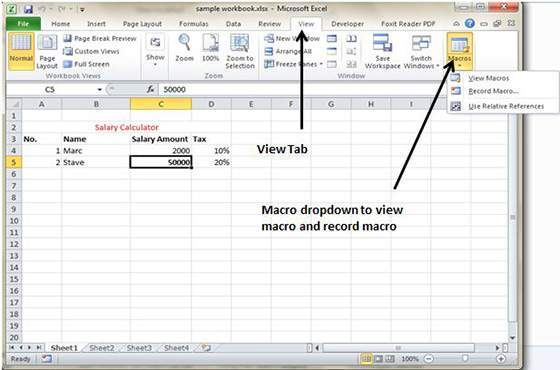 sample workbook.xlsx - Microsoft Excel
File Home Insert Page Layout Formulas Data Review View Developer Foxit Reader PDF
Normal Page Layout Page Break Preview Custom Views Full Screen
Workbook Views
Show
Zoom 100% Zoom to Selection
Zoom
New Window Arrange All Freeze Panes
Save Workspace Switch Windows
Window
Macros
View Macros
Record Macro...
Use Relative References
C5 fx 50000
A B C D E F G H I
1
2 Salary Calculator
3 No. Name Salary Amount Tax
4 1 Marc 2000 10%
5 2 Stave 50000 20%
6
7
8
9
10
11
12
13
14
15
16
17
18
19
20
View Tab
Macro dropdown to view
macro and record macro
Sheet1 Sheet2 Sheet3 Sheet4
Ready 100%